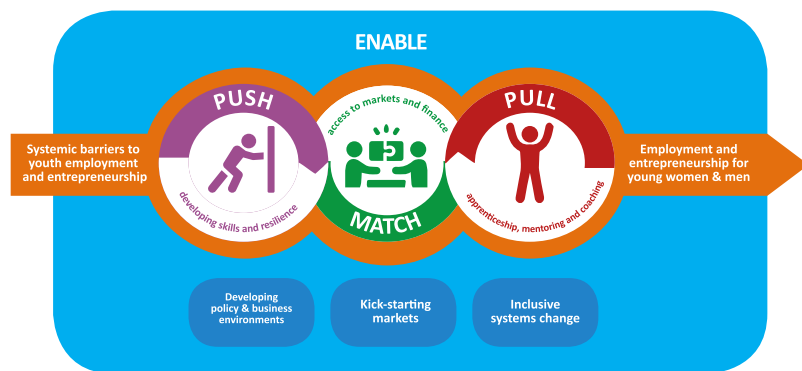 ENABLE
Systemic barriers to
youth employment
and entrepreneurship
PUSH
developing skills and resilience
access to markets and finance
MATCH
PULL
apprenticeship, mentoring and coaching
Employment and
entrepreneurship for
young women & men
Developing
policy & business
environments
Kick-starting
markets
Inclusive
systems change